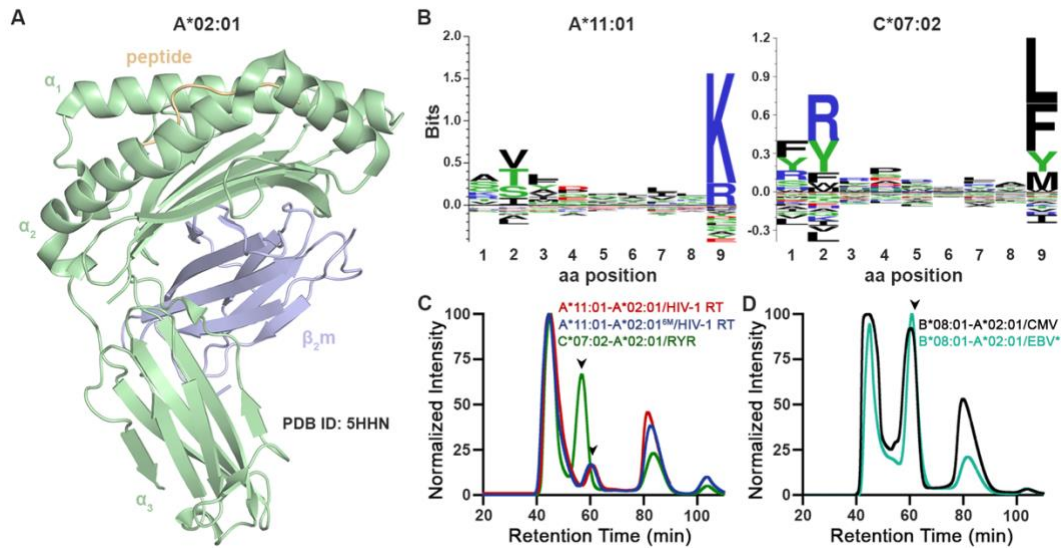 A
A*02:01
peptide
α1
α2
β2m
PDB ID: 5HHN
α3
B
A*11:01
C*07:02
Bits
2.0
1.5
1.0
0.5
0.0
1.2
0.9
0.6
0.3
0.0
-0.3
K
R
V
T
S
R
Y
F
Y
L
F
Y
M
1 2 3 4 5 6 7 8 9
aa position
1 2 3 4 5 6 7 8 9
aa position
C
A*11:01-A*02:01/HIV-1 RT
A*11:01-A*02:016M/HIV-1 RT
C*07:02-A*02:01/RYR
Normalized Intensity
100
75
50
25
0
20 40 60 80 100
Retention Time (min)
D
B*08:01-A*02:01/CMV
B*08:01-A*02:01/EBV*
Normalized Intensity
100
75
50
25
0
20 40 60 80 100
Retention Time (min)